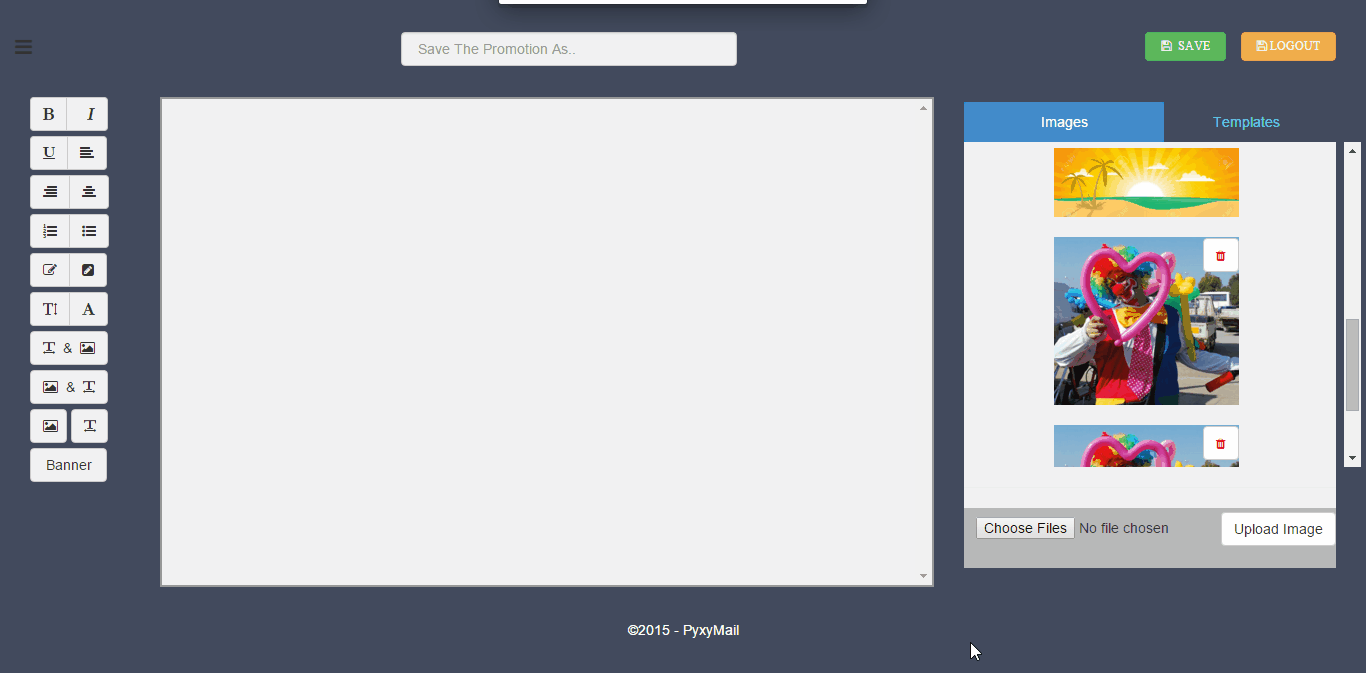 Save The Promotion As..
SAVE
LOGOUT
B I
U
T A
T & 
& T
T
Banner
Images
Templates
Choose Files No file chosen
Upload Image
©2015 - PyxyMail